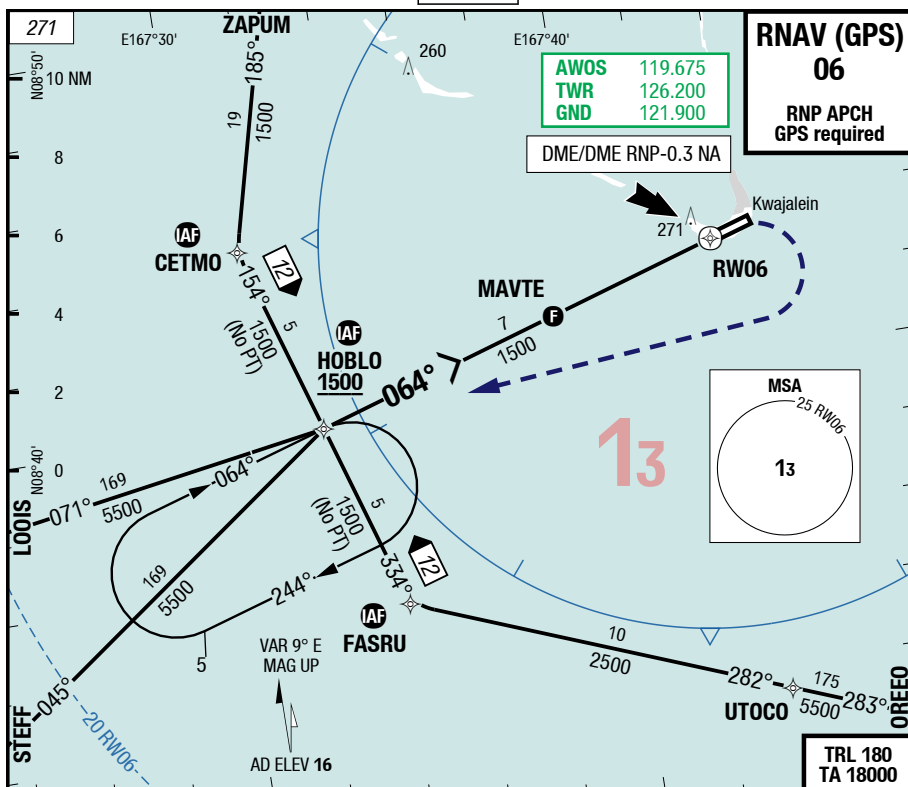 271
E167°30'
ZAPUM
260
E167°40'
RNAV (GPS)
06
RNP APCH
GPS required
N08°50'
10 NM
185°
19
1500
AWOS 119.675
TWR 126.200
GND 121.900
DME/DME RNP-0.3 NA
8
Kwajalein
271
6
IAF
CETMO
RW06
12
154°
5
1500
(No PT)
MAVTE
F
7
1500
4
IAF
HOBLO
1500
064°
2
MSA
25 RW06
13
13
N08°40'
0
169
071°
5500
064°
LOOIS
5
1500
(No PT)
12
334°
169
5500
244°
IAF
FASRU
5
VAR 9° E
MAG UP
10
2500
282°
175
283°
5500
UTOCO
OREEO
045°
STEFF
20 RW06
AD ELEV 16
TRL 180
TA 18000